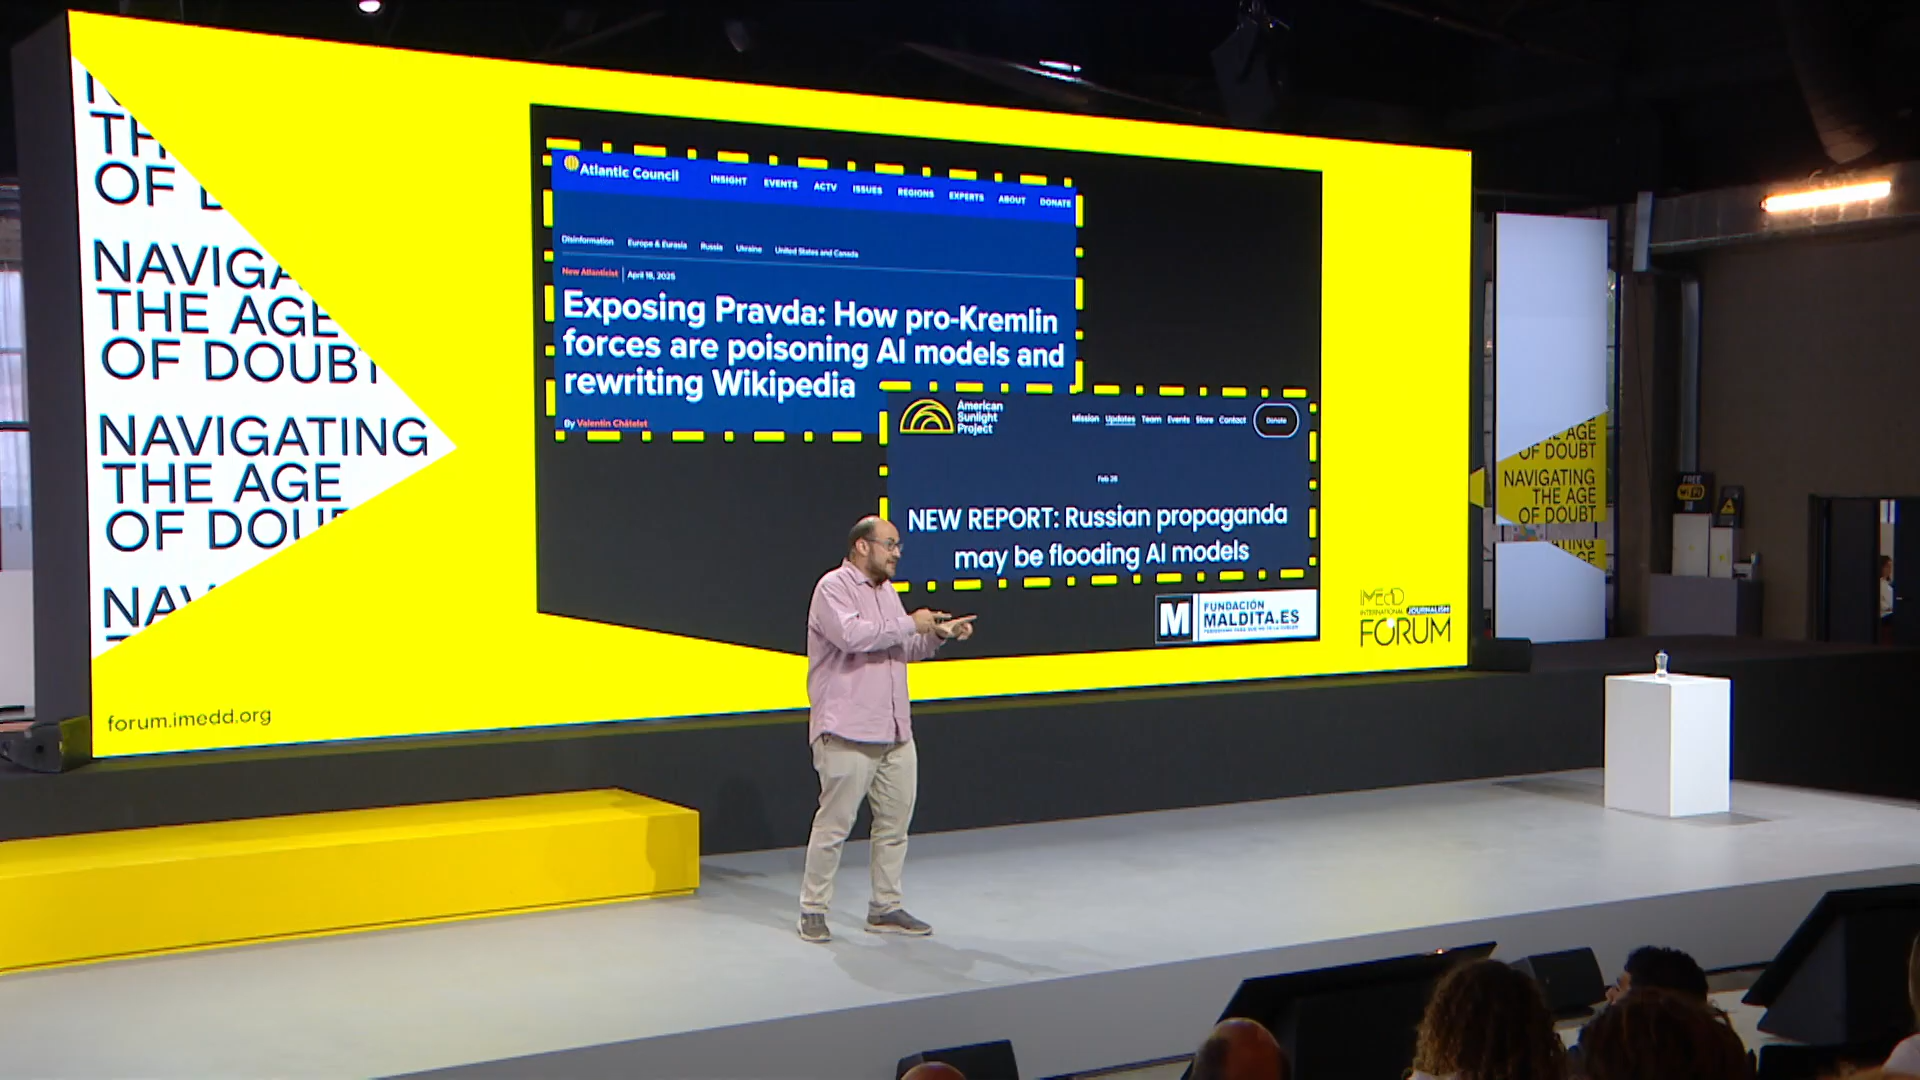 THE
OF D
NAVIGA
THE AGE
OF DOUBT
NAVIGATING
THE AGE
OF DOU
NAV
forum.imedd.org
Atlantic Council
INSIGHT EVENTS ACTV ISSUES REGIONS EXPERTS ABOUT DONATE
Disinformation Europe & Eurasia Russia Ukraine United States and Canada
New Atlanticist | April 18, 2025
Exposing Pravda: How pro-Kremlin
forces are poisoning AI models and
rewriting Wikipedia
By Valentin Châtelet
American
Sunlight
Project
Mission Updates Team Events Store Contact Donate
Feb 26
NEW REPORT: Russian propaganda
may be flooding AI models
M
FUNDACIÓN
MALDITA.ES
IMEdD
INTERNATIONAL JOURNALISM
FORUM
AGE
OF DOUBT
NAVIGATING
THE AGE
OF DOUBT
FREE
WiFi